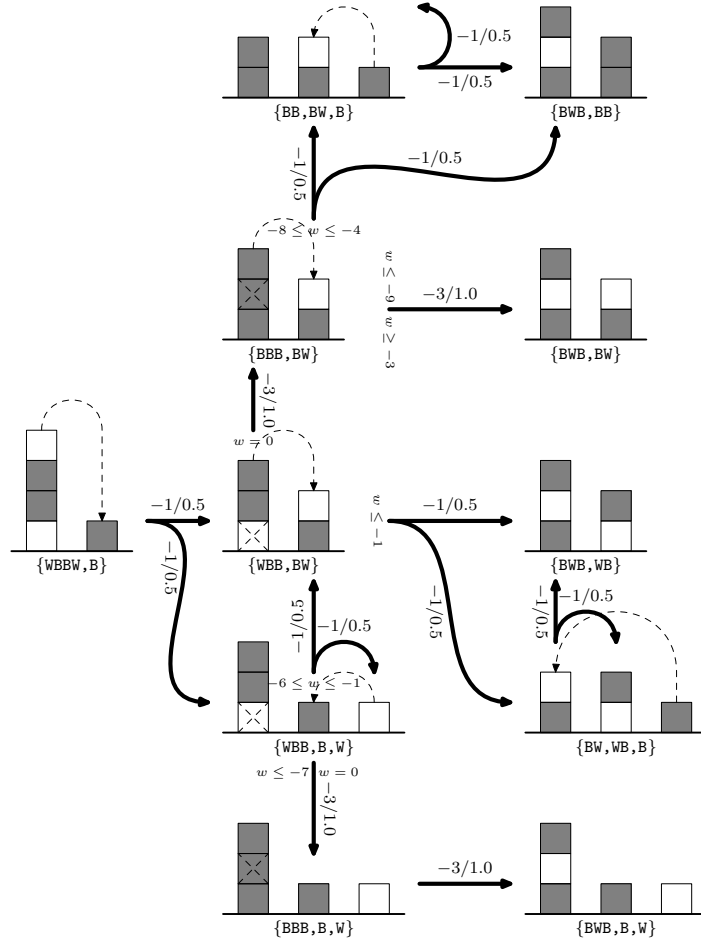 −1/0.5
−1/0.5
{BB,BW,B}
{BWB,BB}
−1/0.5
−1/0.5
−8 ≤ w ≤ −4
w ≤ −9 w ≥ −3
−3/1.0
{BBB,BW}
{BWB,BW}
−3/1.0
w = 0
−1/0.5
w ≤ −1
−1/0.5
{WBBW,B}
{WBB,BW}
{BWB,WB}
−1/0.5
−1/0.5
−1/0.5
−1/0.5
−1/0.5
−1/0.5
−6 ≤ w ≤ −1
{WBB,B,W}
{BW,WB,B}
w ≤ −7 w = 0
−3/1.0
−3/1.0
{BBB,B,W}
{BWB,B,W}